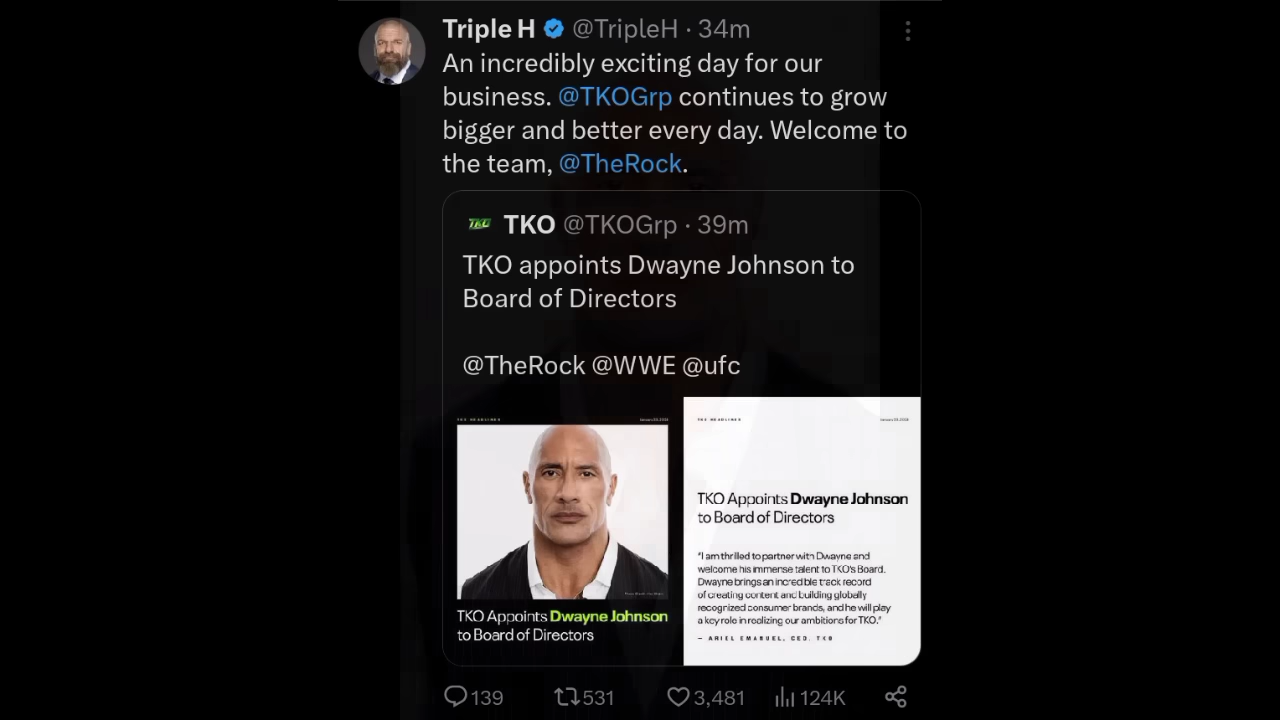 Triple H @TripleH · 34m
An incredibly exciting day for our
business. @TKOGrp continues to grow
bigger and better every day. Welcome to
the team, @TheRock.
TKO TKO @TKOGrp · 39m
TKO appoints Dwayne Johnson to
Board of Directors
@TheRock @WWE @ufc
TKO HEADLINES
TKO Appoints Dwayne Johnson
to Board of Directors
TKO HEADLINES
TKO Appoints Dwayne Johnson
to Board of Directors
"I am thrilled to partner with Dwayne and
welcome his immense talent to TKO's Board.
Dwayne brings an incredible track record
of creating content and building globally
recognized consumer brands, and he will play
a key role in realizing our ambitions for TKO."
— ARIEL EMANUEL, CEO, TKO
139 531 3,481 124K